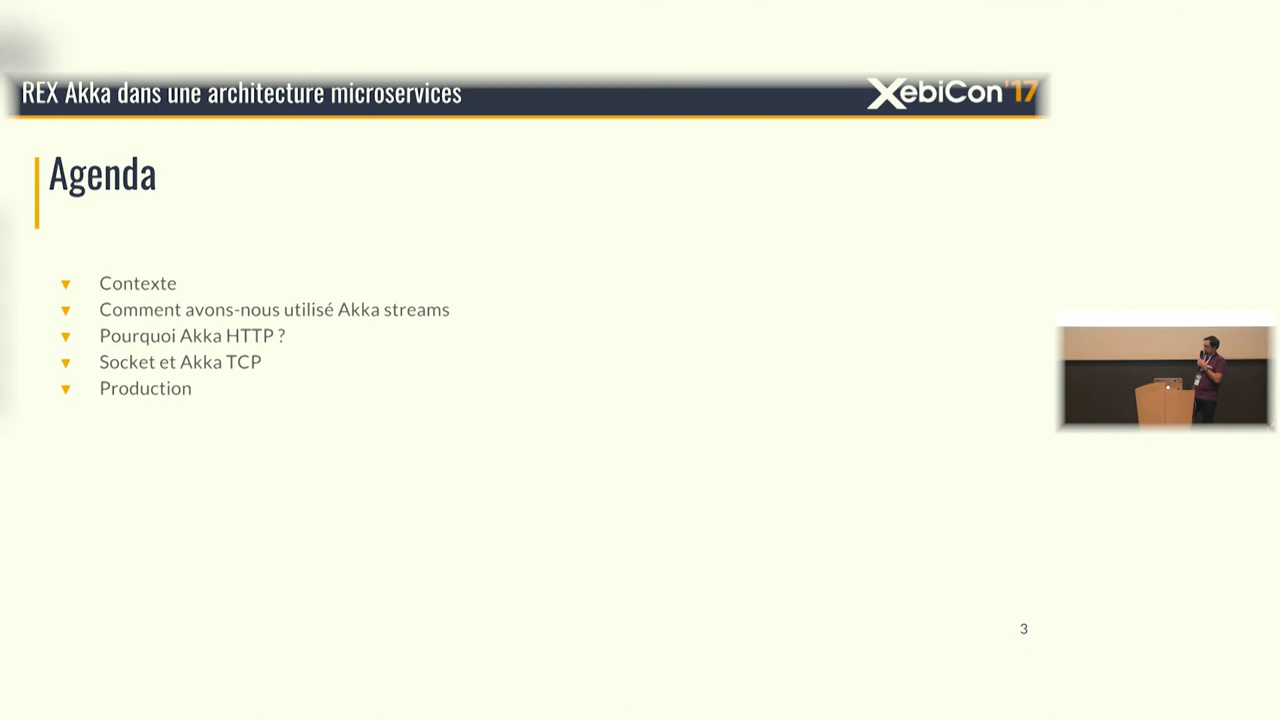 REX Akka dans une architecture microservices
XebiCon'17
Agenda
Contexte
Comment avons-nous utilisé Akka streams
Pourquoi Akka HTTP ?
Socket et Akka TCP
Production
3